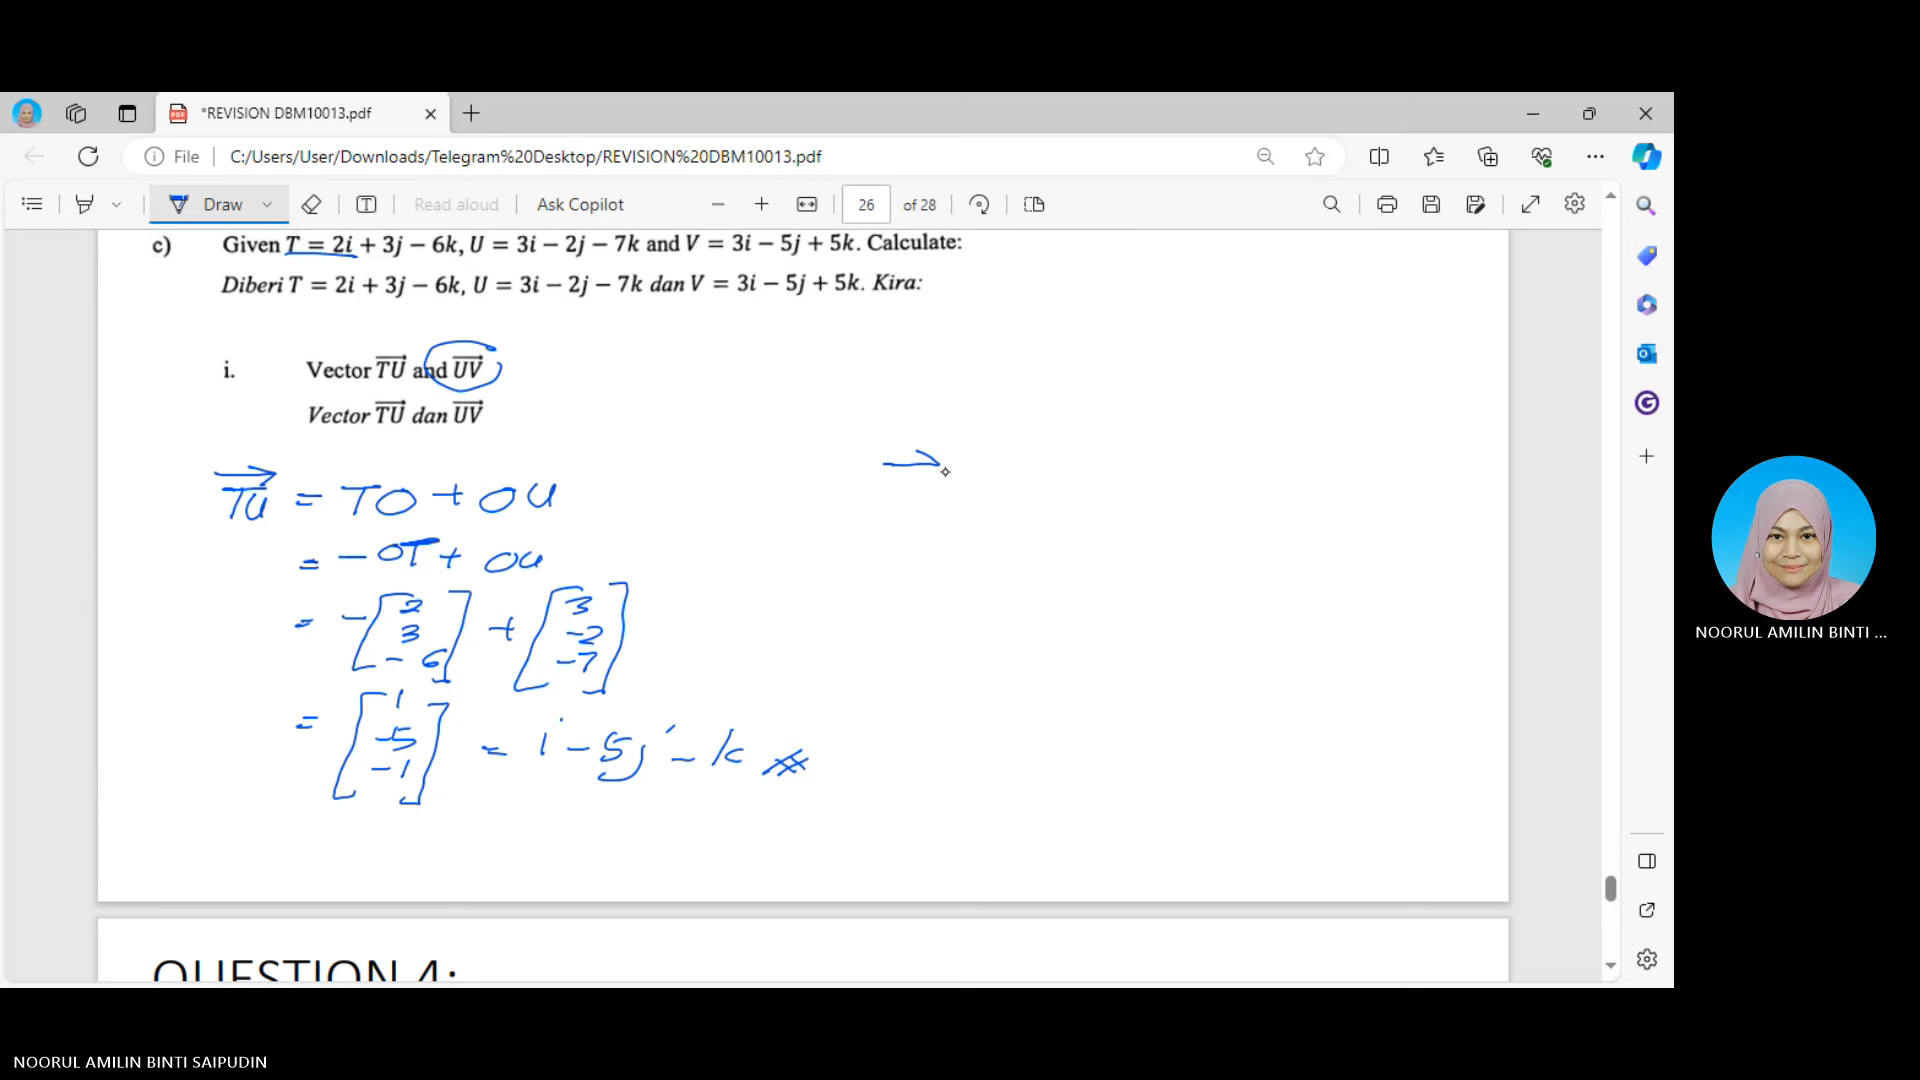 *REVISION DBM10013.pdf
File C:/Users/User/Downloads/Telegram%20Desktop/REVISION%20DBM10013.pdf
Draw Read aloud Ask Copilot 26 of 28
c) Given T = 2i + 3j − 6k, U = 3i − 2j − 7k and V = 3i − 5j + 5k. Calculate:
Diberi T = 2i + 3j − 6k, U = 3i − 2j − 7k dan V = 3i − 5j + 5k. Kira:
i. Vector TU and UV
Vector TU dan UV
TU = TO + OU
= -OT + OU
= -[2 3 -6] + [3 -2 -7]
= [1 -5 -1] = i - 5j - k
QUESTION 4:
NOORUL AMILIN BINTI ...
NOORUL AMILIN BINTI SAIPUDIN